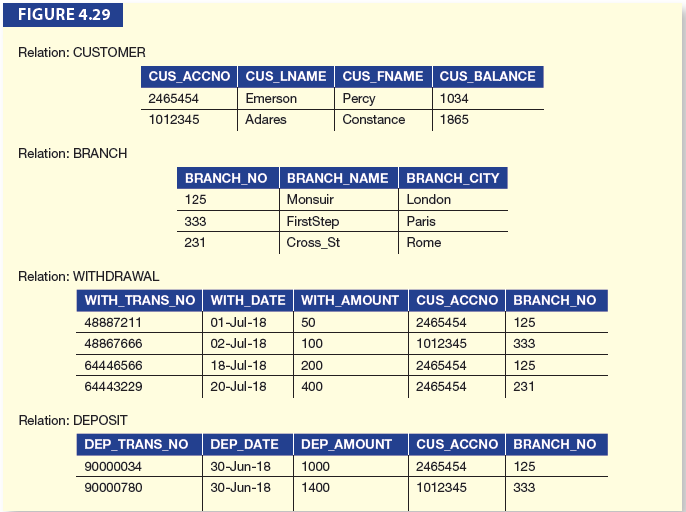 FIGURE 4.29
Relation: CUSTOMER
CUS_ACCNO CUS_LNAME CUS_FNAME CUS_BALANCE
2465454 Emerson Percy 1034
1012345 Adares Constance 1865
Relation: BRANCH
BRANCH_NO BRANCH_NAME BRANCH_CITY
125 Monsuir London
333 FirstStep Paris
231 Cross_St Rome
Relation: WITHDRAWAL
WITH_TRANS_NO WITH_DATE WITH_AMOUNT CUS_ACCNO BRANCH_NO
48887211 01-Jul-18 50 2465454 125
48867666 02-Jul-18 100 1012345 333
64446566 18-Jul-18 200 2465454 125
64443229 20-Jul-18 400 2465454 231
Relation: DEPOSIT
DEP_TRANS_NO DEP_DATE DEP_AMOUNT CUS_ACCNO BRANCH_NO
90000034 30-Jun-18 1000 2465454 125
90000780 30-Jun-18 1400 1012345 333